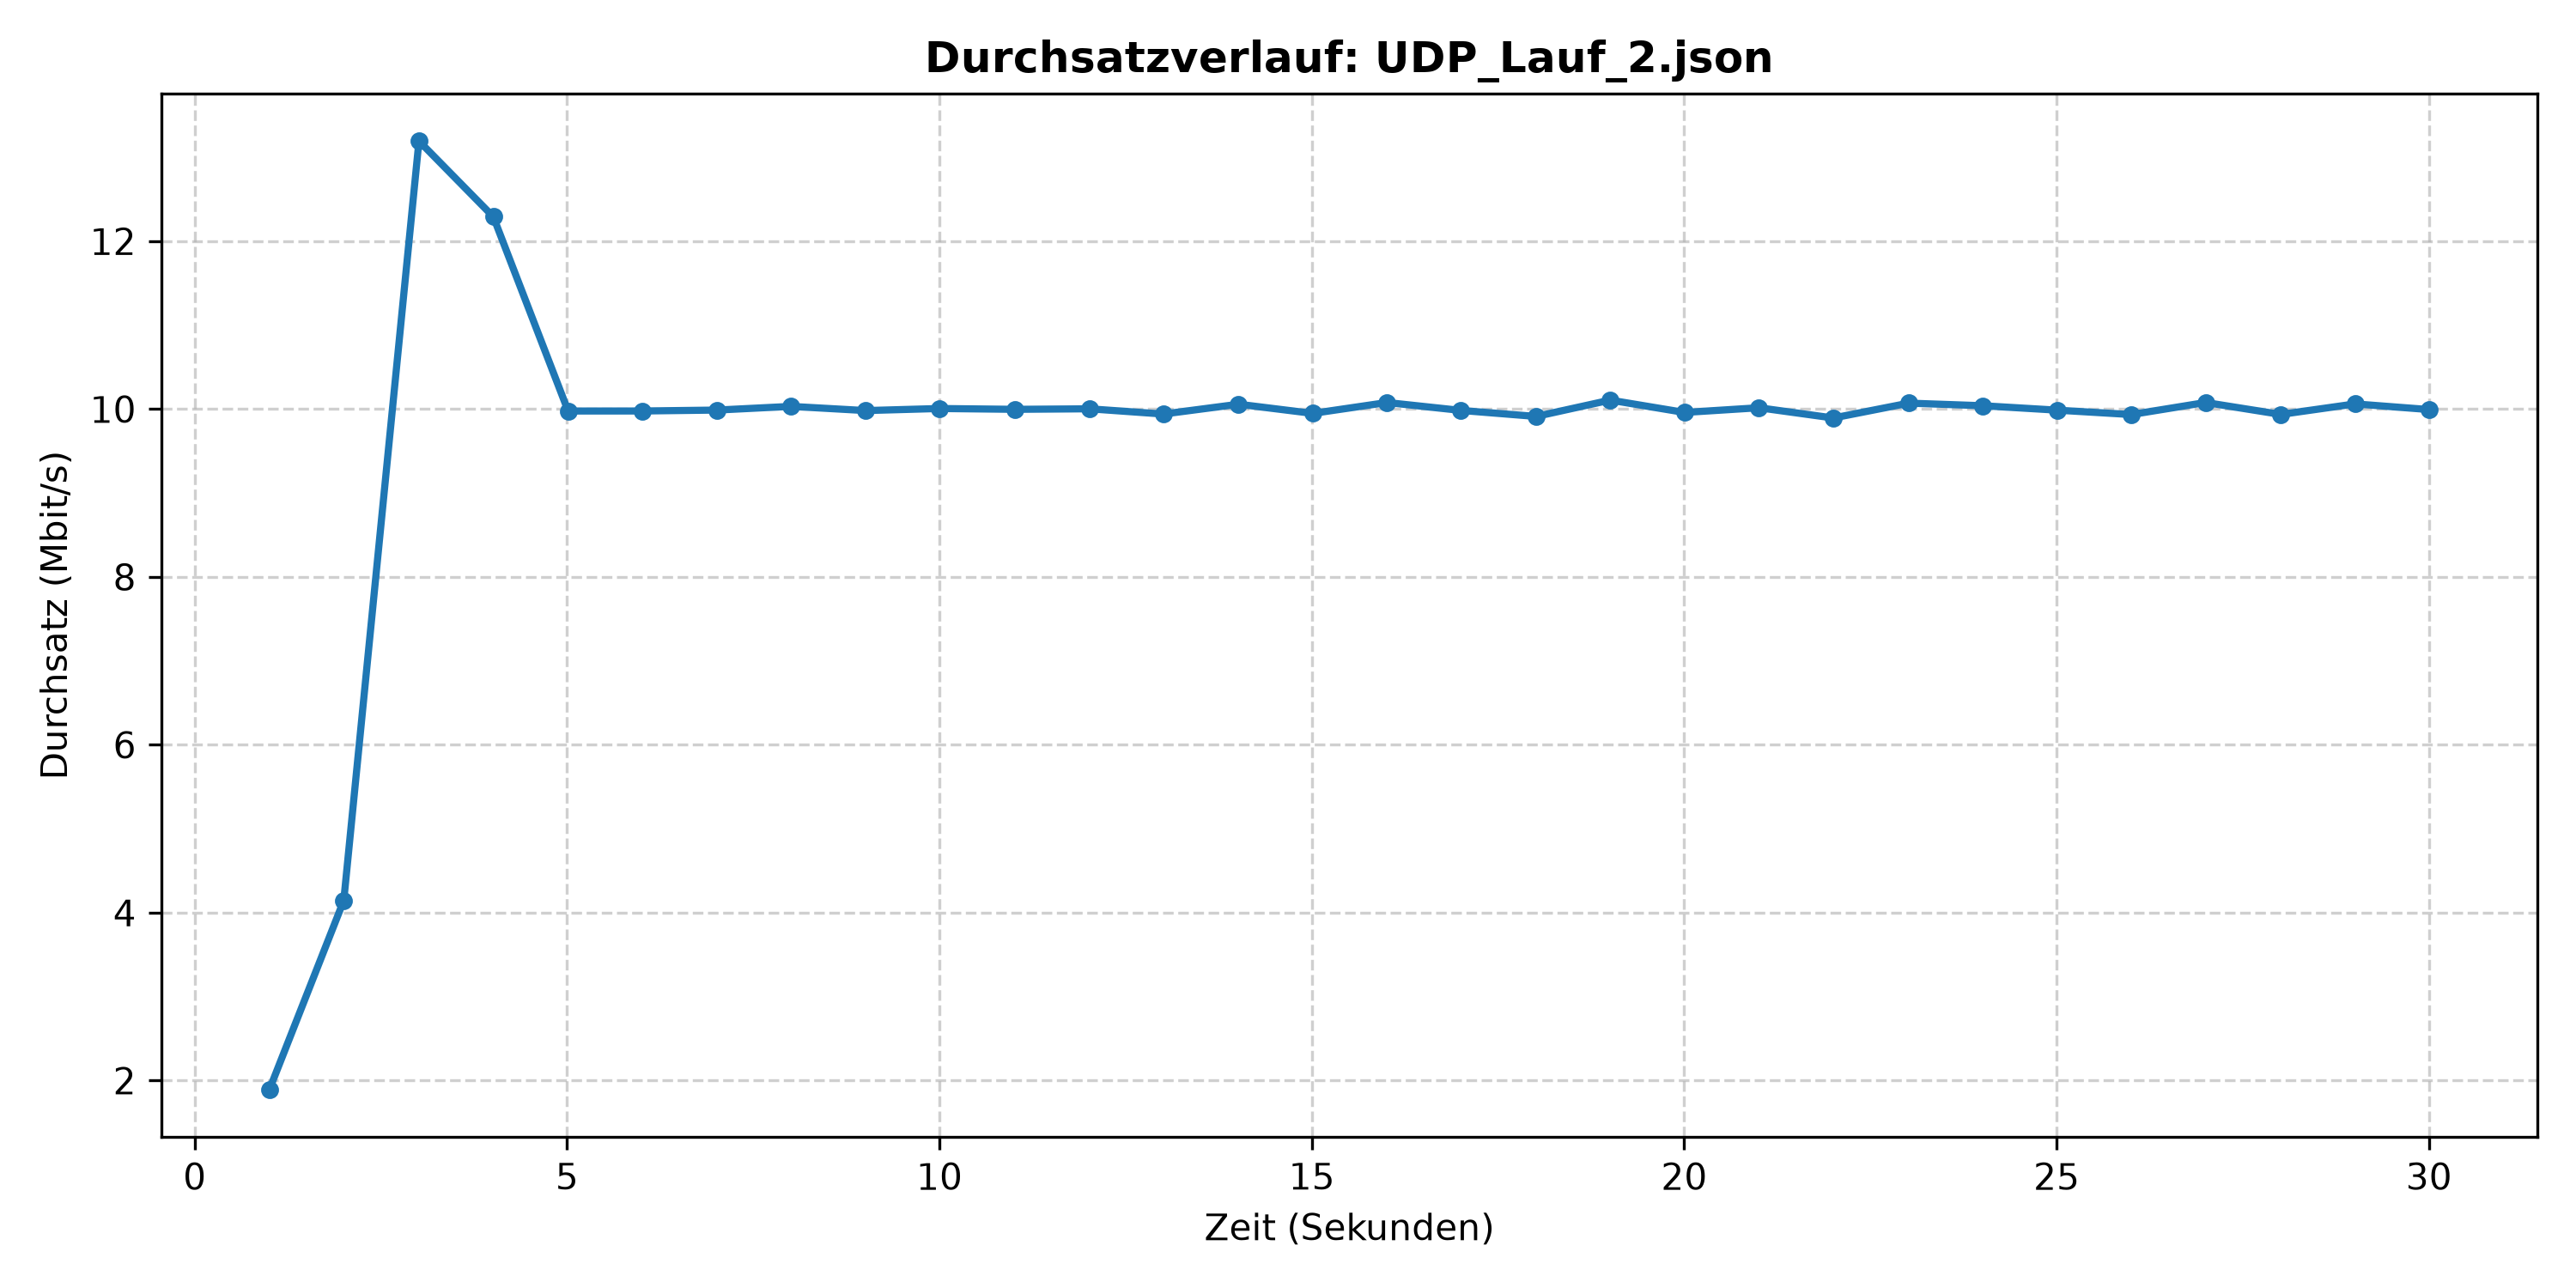 Durchsatzverlauf: UDP_Lauf_2.json
Durchsatz (Mbit/s)
12
10
8
6
4
2
0 5 10 15 20 25 30
Zeit (Sekunden)